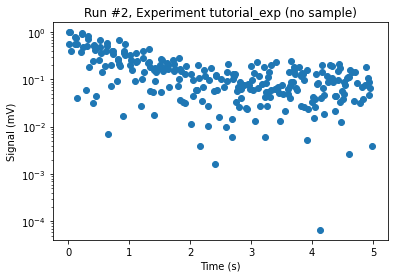 Run #2, Experiment tutorial_exp (no sample)
Signal (mV)
10⁰
10⁻¹
10⁻²
10⁻³
10⁻⁴
0 1 2 3 4 5
Time (s)